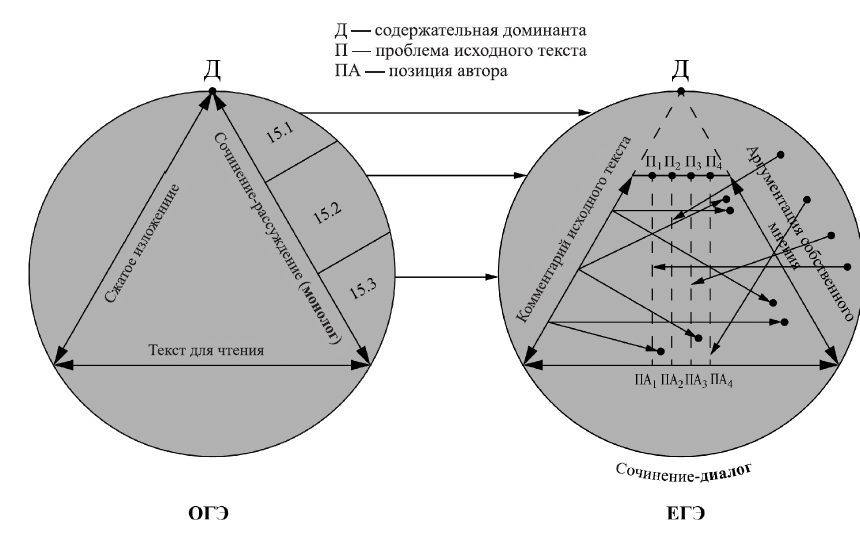 Д — содержательная доминанта
П — проблема исходного текста
ПА — позиция автора
Д
Сжатое изложенние
Сочинение-рассуждение (монолог)
15.1
15.2
15.3
Текст для чтения
ОГЭ
Д
П1 П2 П3 П4
Комментарий исходного текста
Аргументация собственного
мнения
ПА1 ПА2 ПА3 ПА4
Сочинение-диалог
ЕГЭ